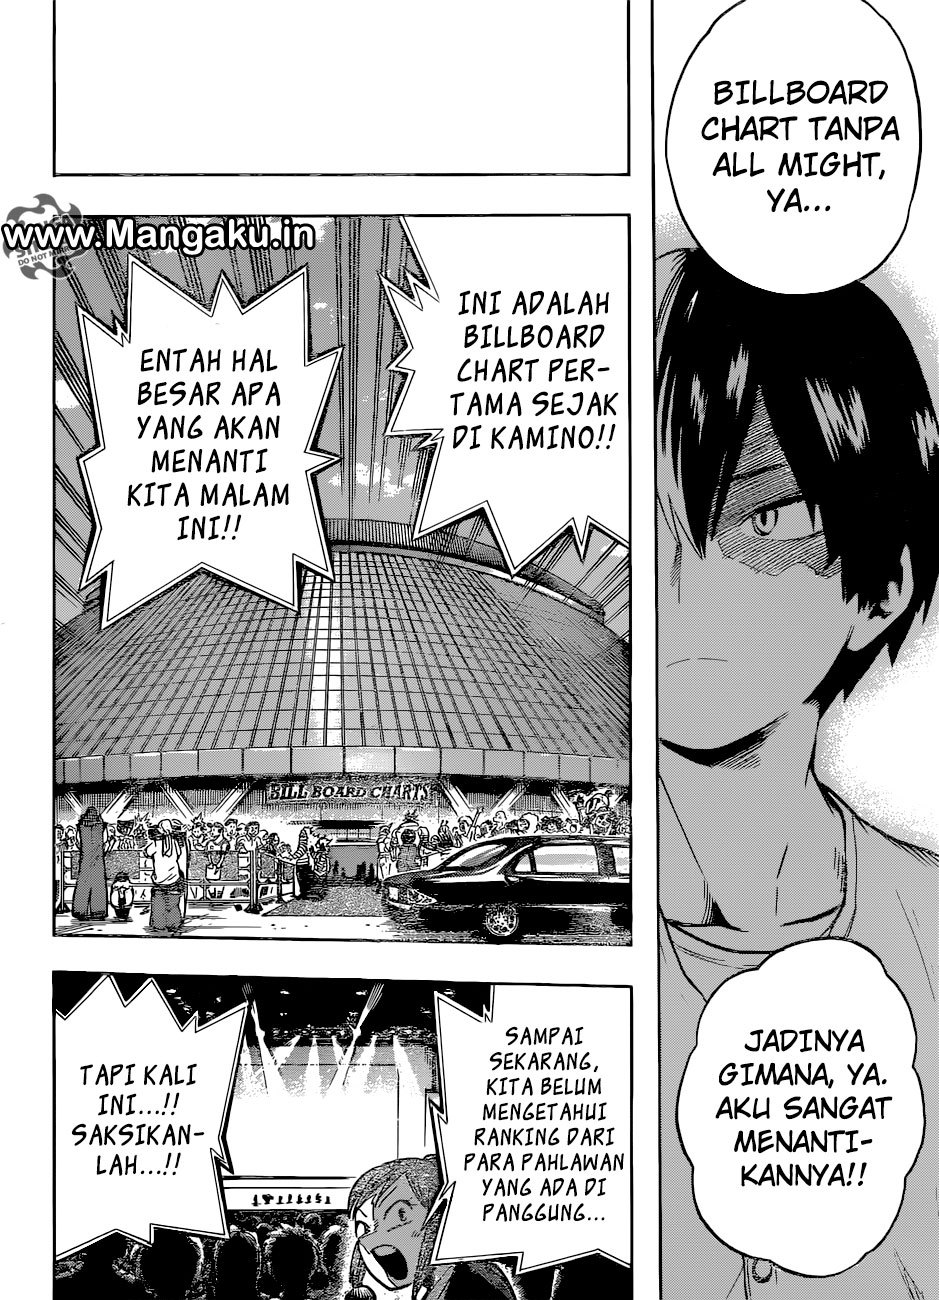 BILLBOARD
CHART TANPA
ALL MIGHT,
YA...
JADINYA
GIMANA, YA.
AKU SANGAT
MENANTI-
KANNYA!!
www.Mangaku.in
DO NOT
INI ADALAH
BILLBOARD
CHART PER-
TAMA SEJAK
DI KAMINO!!
ENTAH HAL
BESAR APA
YANG AKAN
MENANTI
KITA MALAM
INI!!
BILL BOARD CHARTS
SAMPAI
SEKARANG,
KITA BELUM
MENGETAHUI
RANKING DARI
PARA PAHLAWAN
YANG ADA DI
PANGGUNG...
TAPI KALI
INI...!!
SAKSIKAN-
LAH...!!